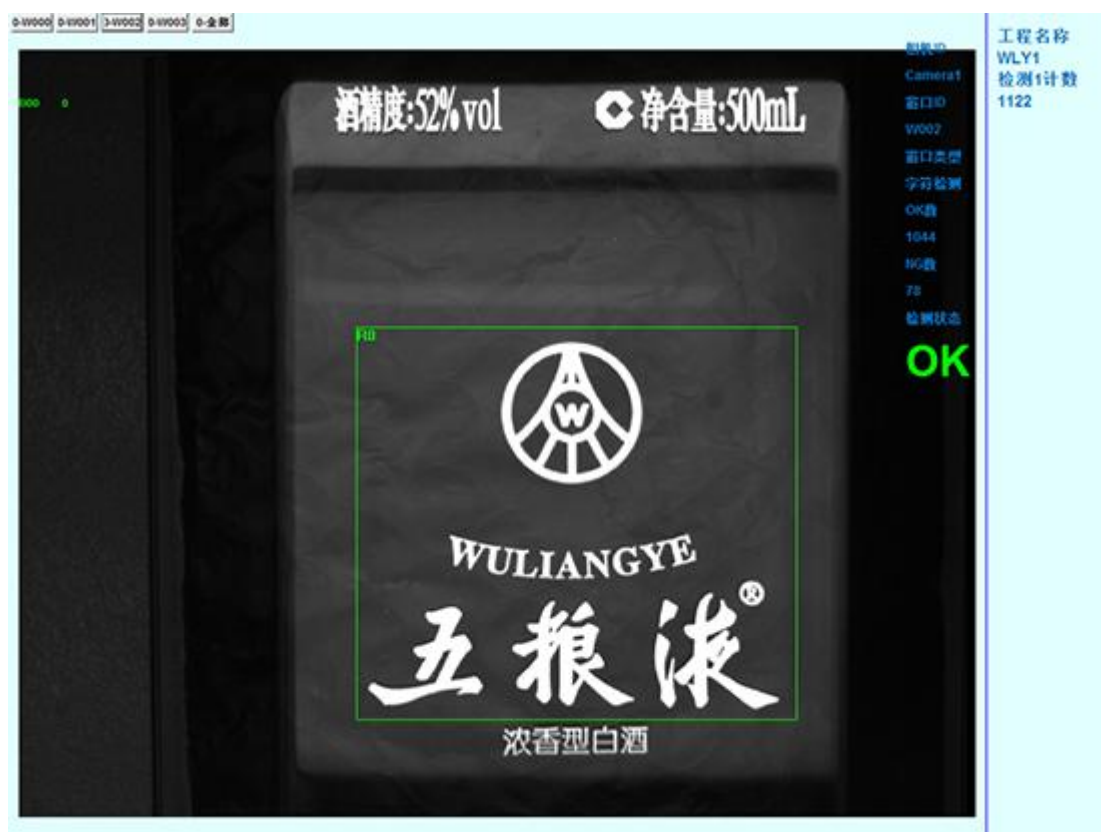 0-W000 0-W001 0-W002 0-W003 0-全部
工程名称
WLY1
检测1计数
1122
相机ID
Camera1
窗口ID
W002
窗口类型
字符检测
OK数
1044
NG数
78
检测状态
OK
酒精度:52% vol 净含量:500mL
R0
W
WULIANGYE
五粮液®
浓香型白酒